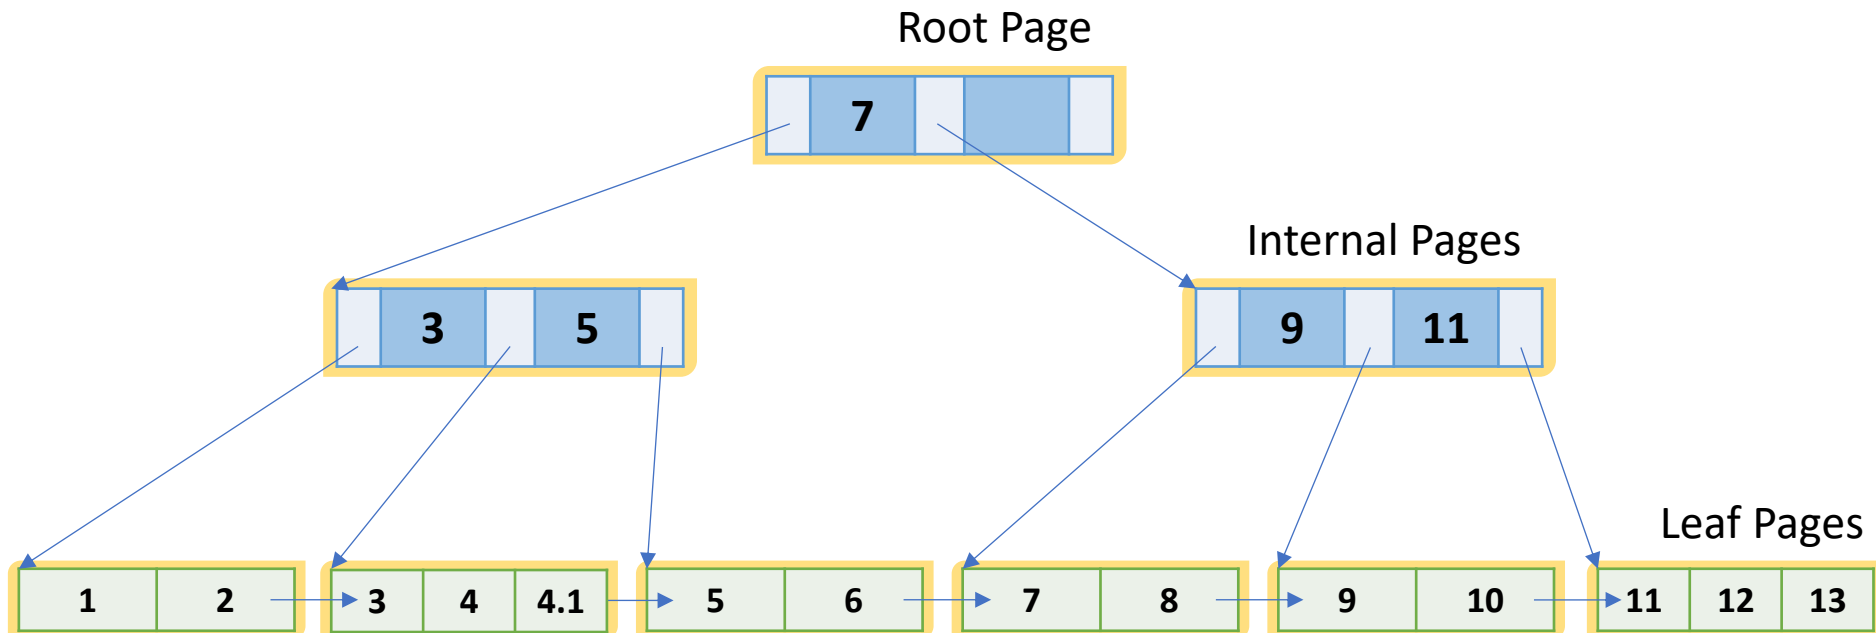 Root Page
7
Internal Pages
3 5
9 11
Leaf Pages
1 2 3 4 4.1 5 6 7 8 9 10 11 12 13